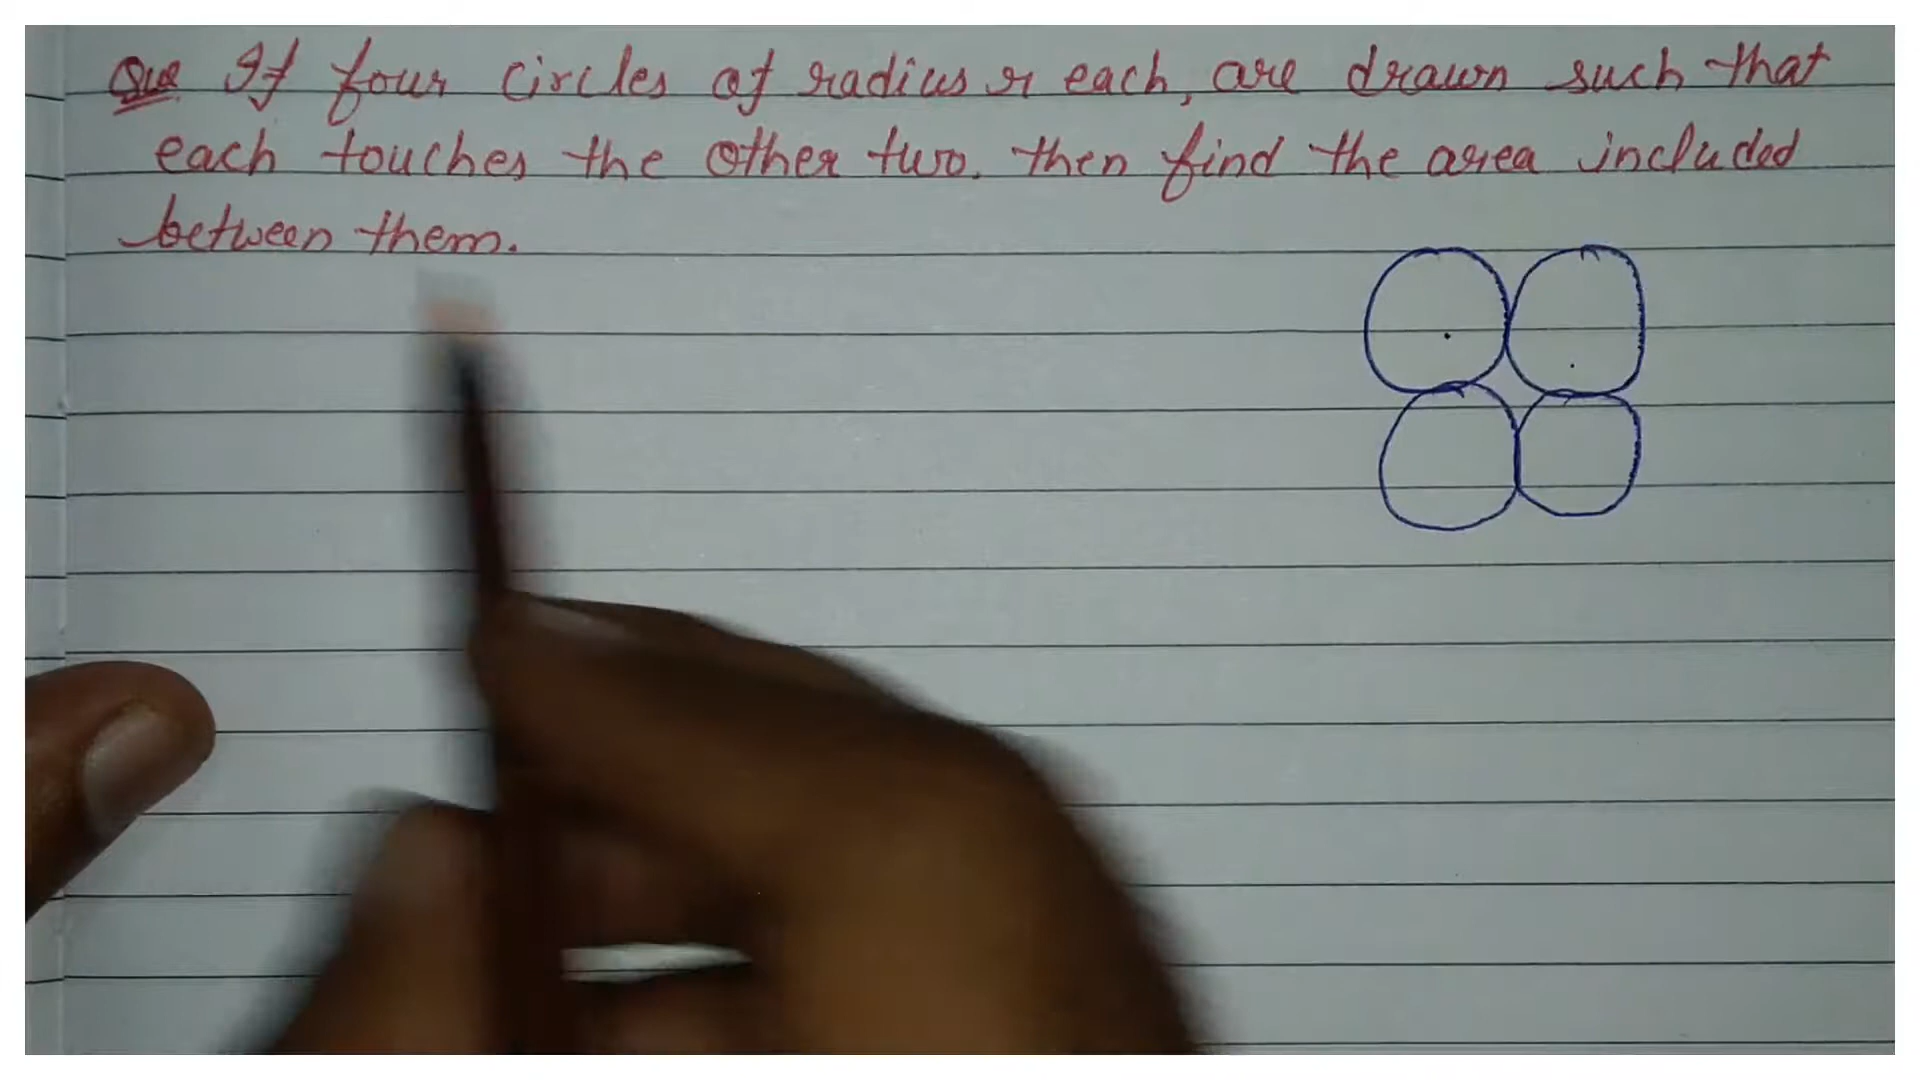 Que If four circles of radius r each, are drawn such that
each touches the other two. then find the area included
between them.